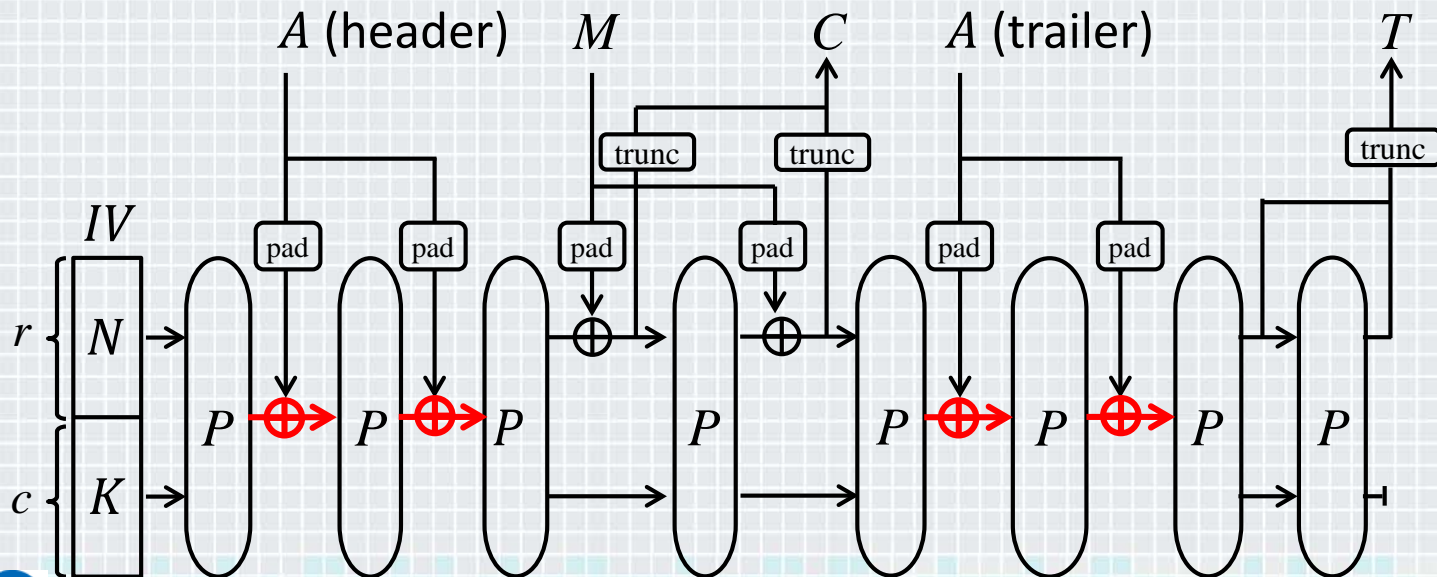 A (header) M C A (trailer) T
trunc trunc trunc
IV pad pad pad pad pad pad
r N
c K P P P P P P P P